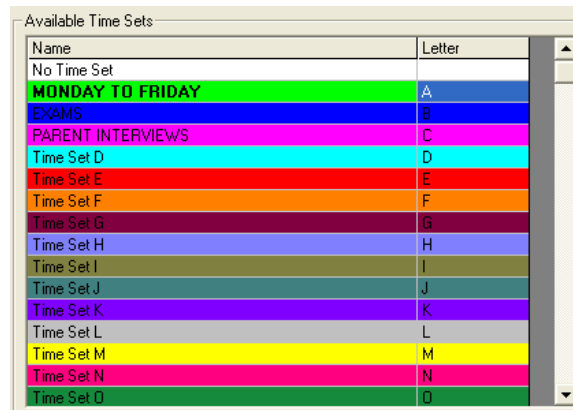 Available Time Sets
Name Letter
No Time Set
MONDAY TO FRIDAY A
EXAMS B
PARENT INTERVIEWS C
Time Set D D
Time Set E E
Time Set F F
Time Set G G
Time Set H H
Time Set I I
Time Set J J
Time Set K K
Time Set L L
Time Set M M
Time Set N N
Time Set O O